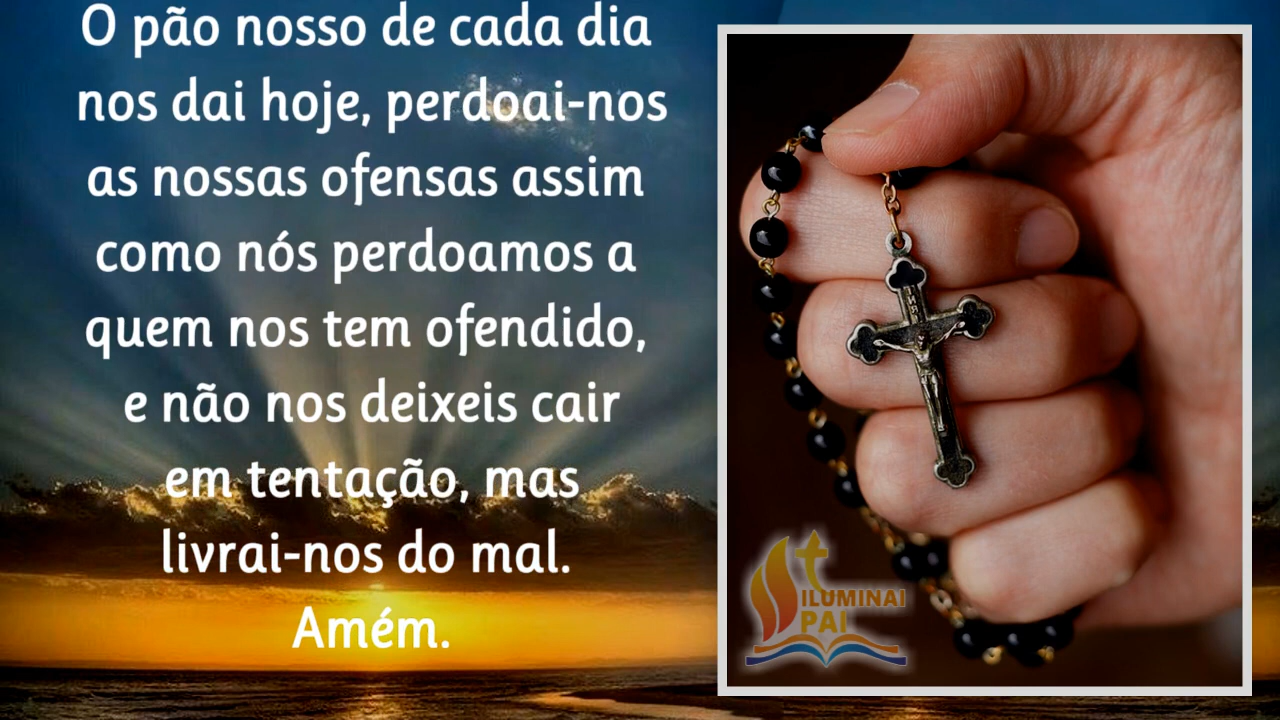 O pão nosso de cada dia
nos dai hoje, perdoai-nos
as nossas ofensas assim
como nós perdoamos a
quem nos tem ofendido,
e não nos deixeis cair
em tentação, mas
livrai-nos do mal.
Amém.
ILUMINAI
PAI